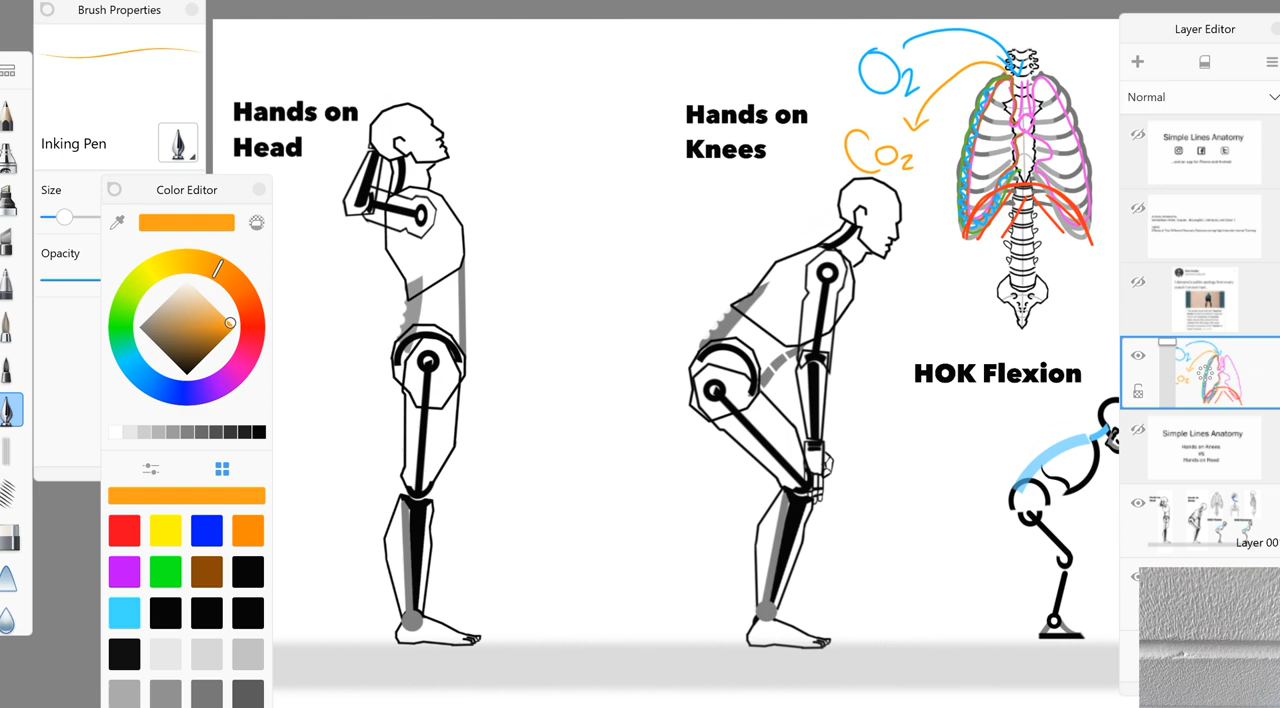 Brush Properties
Inking Pen
Size
Opacity
Color Editor
Hands on
Head
Hands on
Knees
O2
CO2
HOK Flexion
Layer Editor
Normal
Simple Lines Anatomy
Simple Lines Anatomy
Hands on Knees
vs
Hands on Head
Layer 00